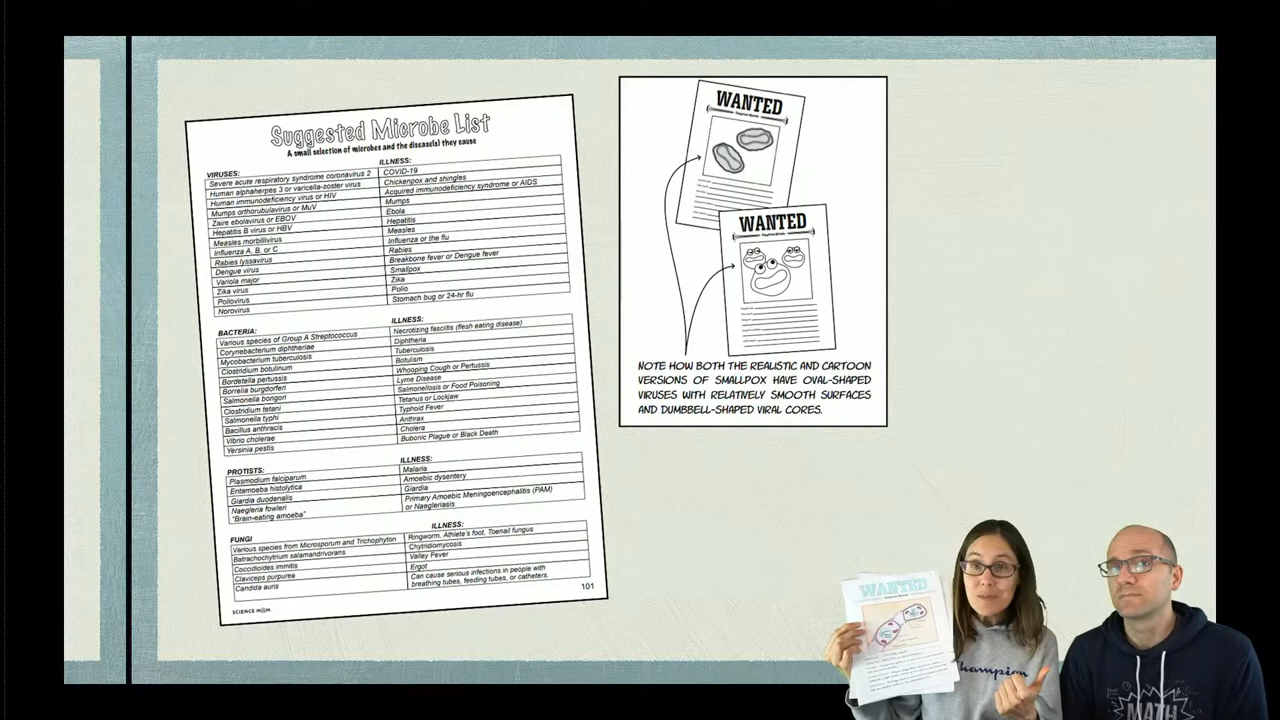 Suggested Microbe List
A small selection of microbes and the disease(s) they cause
VIRUSES: ILLNESS:
Severe acute respiratory syndrome coronavirus 2 COVID-19
Human alphaherpes 3 or varicella-zoster virus Chickenpox and shingles
Human immunodeficiency virus or HIV Acquired immunodeficiency syndrome or AIDS
Mumps orthorubulavirus or MuV Mumps
Zaire ebolavirus or EBOV Ebola
Hepatitis B virus or HBV Hepatitis
Measles morbillivirus Measles
Influenza A, B, or C Influenza or the flu
Rabies lyssavirus Rabies
Dengue virus Breakbone fever or Dengue fever
Variola major Smallpox
Zika virus Zika
Poliovirus Polio
Norovirus Stomach bug or 24-hr flu
BACTERIA: ILLNESS:
Various species of Group A Streptococcus Necrotizing fasciitis (flesh eating disease)
Corynebacterium diphtheriae Diphtheria
Mycobacterium tuberculosis Tuberculosis
Clostridium botulinum Botulism
Bordetella pertussis Whooping Cough or Pertussis
Borrelia burgdorferi Lyme Disease
Salmonella bongori Salmonellosis or Food Poisoning
Clostridium tetani Tetanus or Lockjaw
Salmonella typhi Typhoid Fever
Bacillus anthracis Anthrax
Vibrio cholerae Cholera
Yersinia pestis Bubonic Plague or Black Death
PROTISTS: ILLNESS:
Plasmodium falciparum Malaria
Entamoeba histolytica Amoebic dysentery
Giardia duodenalis Giardia
Naegleria fowleri Primary Amoebic Meningoencephalitis (PAM)
"Brain-eating amoeba" or Naegleriasis
FUNGI ILLNESS:
Various species from Microsporum and Trichophyton Ringworm, Athlete's foot, Toenail fungus
Batrachochytrium salamandrivorans Chytridiomycosis
Coccidioides immitis Valley Fever
Claviceps purpurea Ergot
Candida auris Can cause serious infections in people with
breathing tubes, feeding tubes, or catheters.
101
SCIENCE MOM
WANTED
WANTED
NOTE HOW BOTH THE REALISTIC AND CARTOON
VERSIONS OF SMALLPOX HAVE OVAL-SHAPED
VIRUSES WITH RELATIVELY SMOOTH SURFACES
AND DUMBBELL-SHAPED VIRAL CORES.
WANTED
Champion
MATH